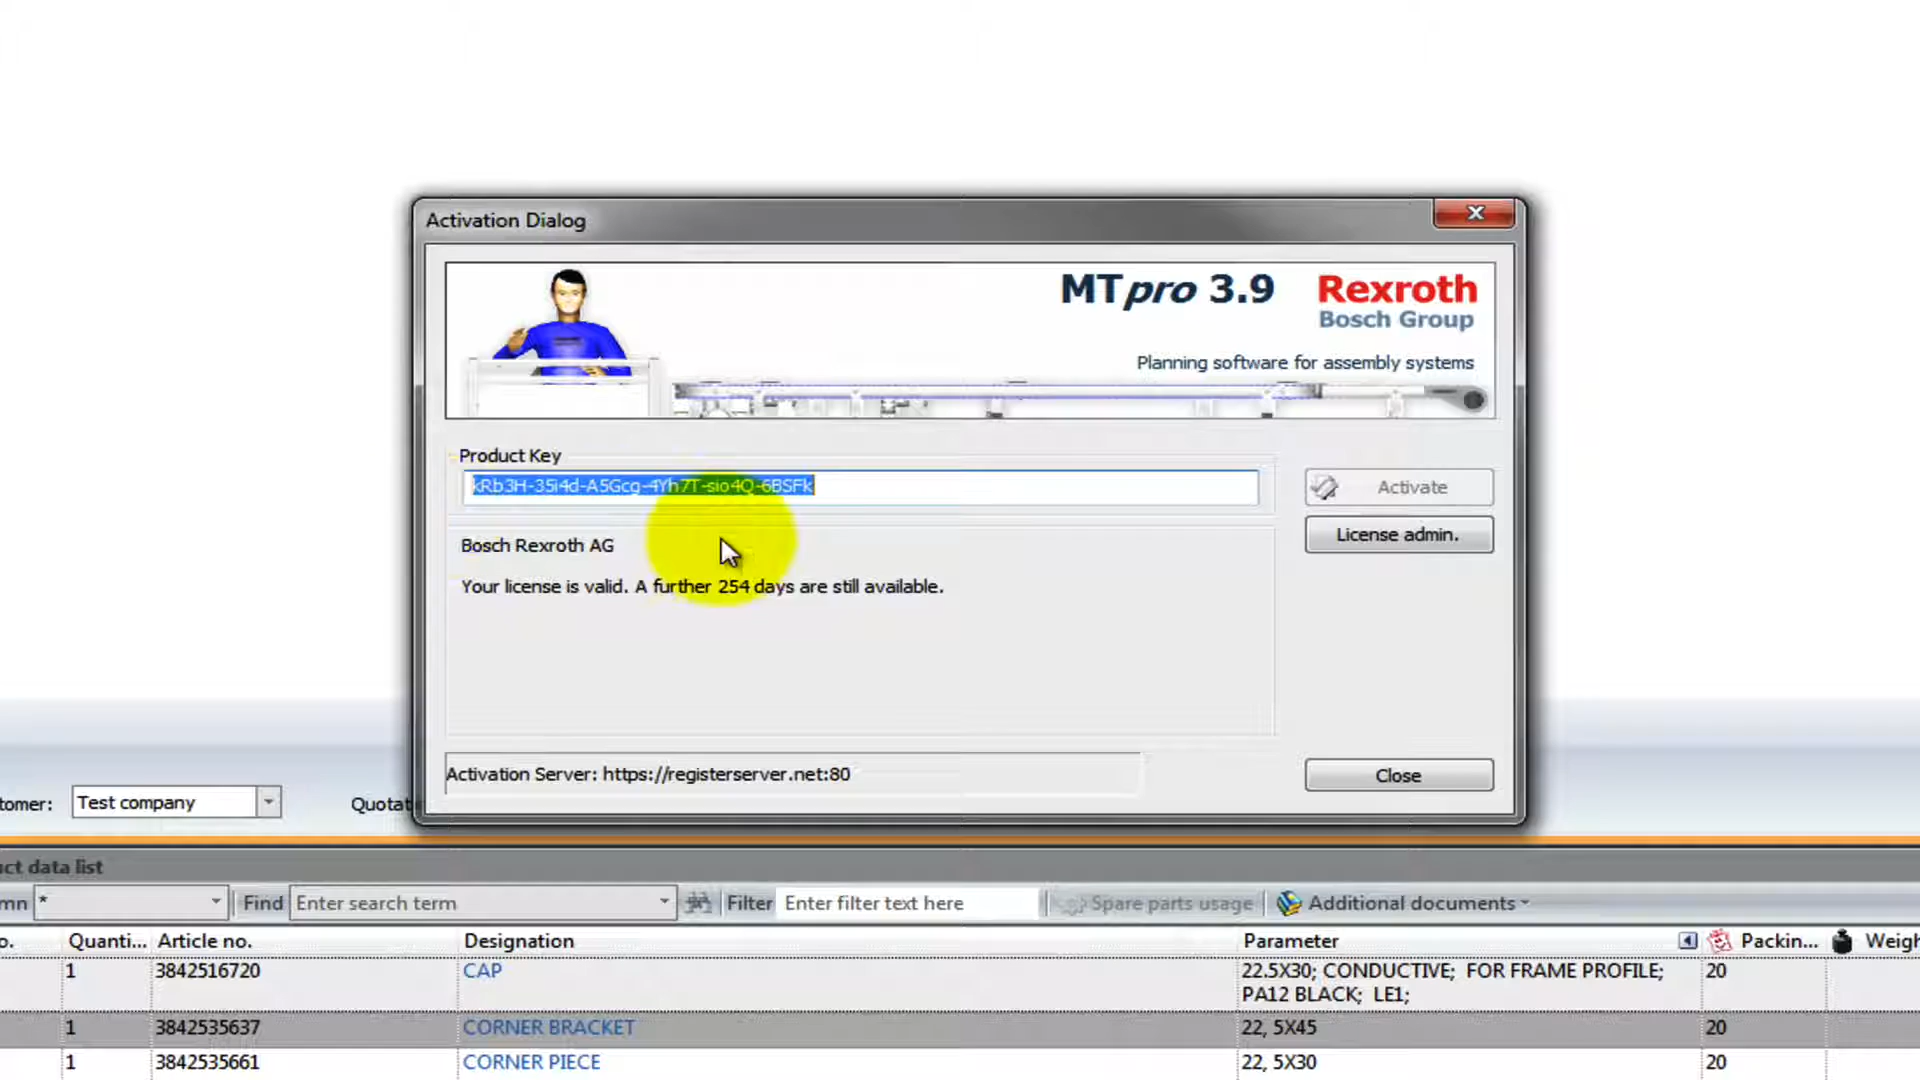 Activation Dialog
MTpro 3.9
Rexroth
Bosch Group
Planning software for assembly systems
Product Key
kRb3H-35i4d-A5Gcg-4Yh7T-sio4Q-6BSFk
Activate
License admin.
Bosch Rexroth AG
Your license is valid. A further 254 days are still available.
Activation Server: https://registerserver.net:80
Close
tomer: Test company Quotat
ct data list
mn * Find Enter search term Filter Enter filter text here Spare parts usage Additional documents
o. Quanti... Article no. Designation Parameter Packin... Weigh
1 3842516720 CAP 22.5X30; CONDUCTIVE; FOR FRAME PROFILE; 20
PA12 BLACK; LE1;
1 3842535637 CORNER BRACKET 22, 5X45 20
1 3842535661 CORNER PIECE 22, 5X30 20